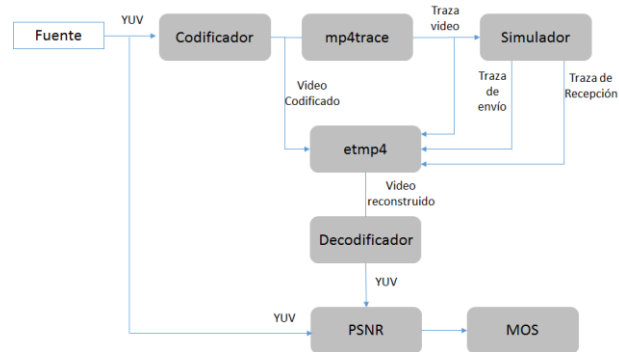 Fuente
YUV
Codificador
mp4trace
Traza
video
Simulador
Video
Codificado
Traza
de
envío
Traza de
Recepción
etmp4
Video
reconstruido
Decodificador
YUV
YUV
PSNR
MOS